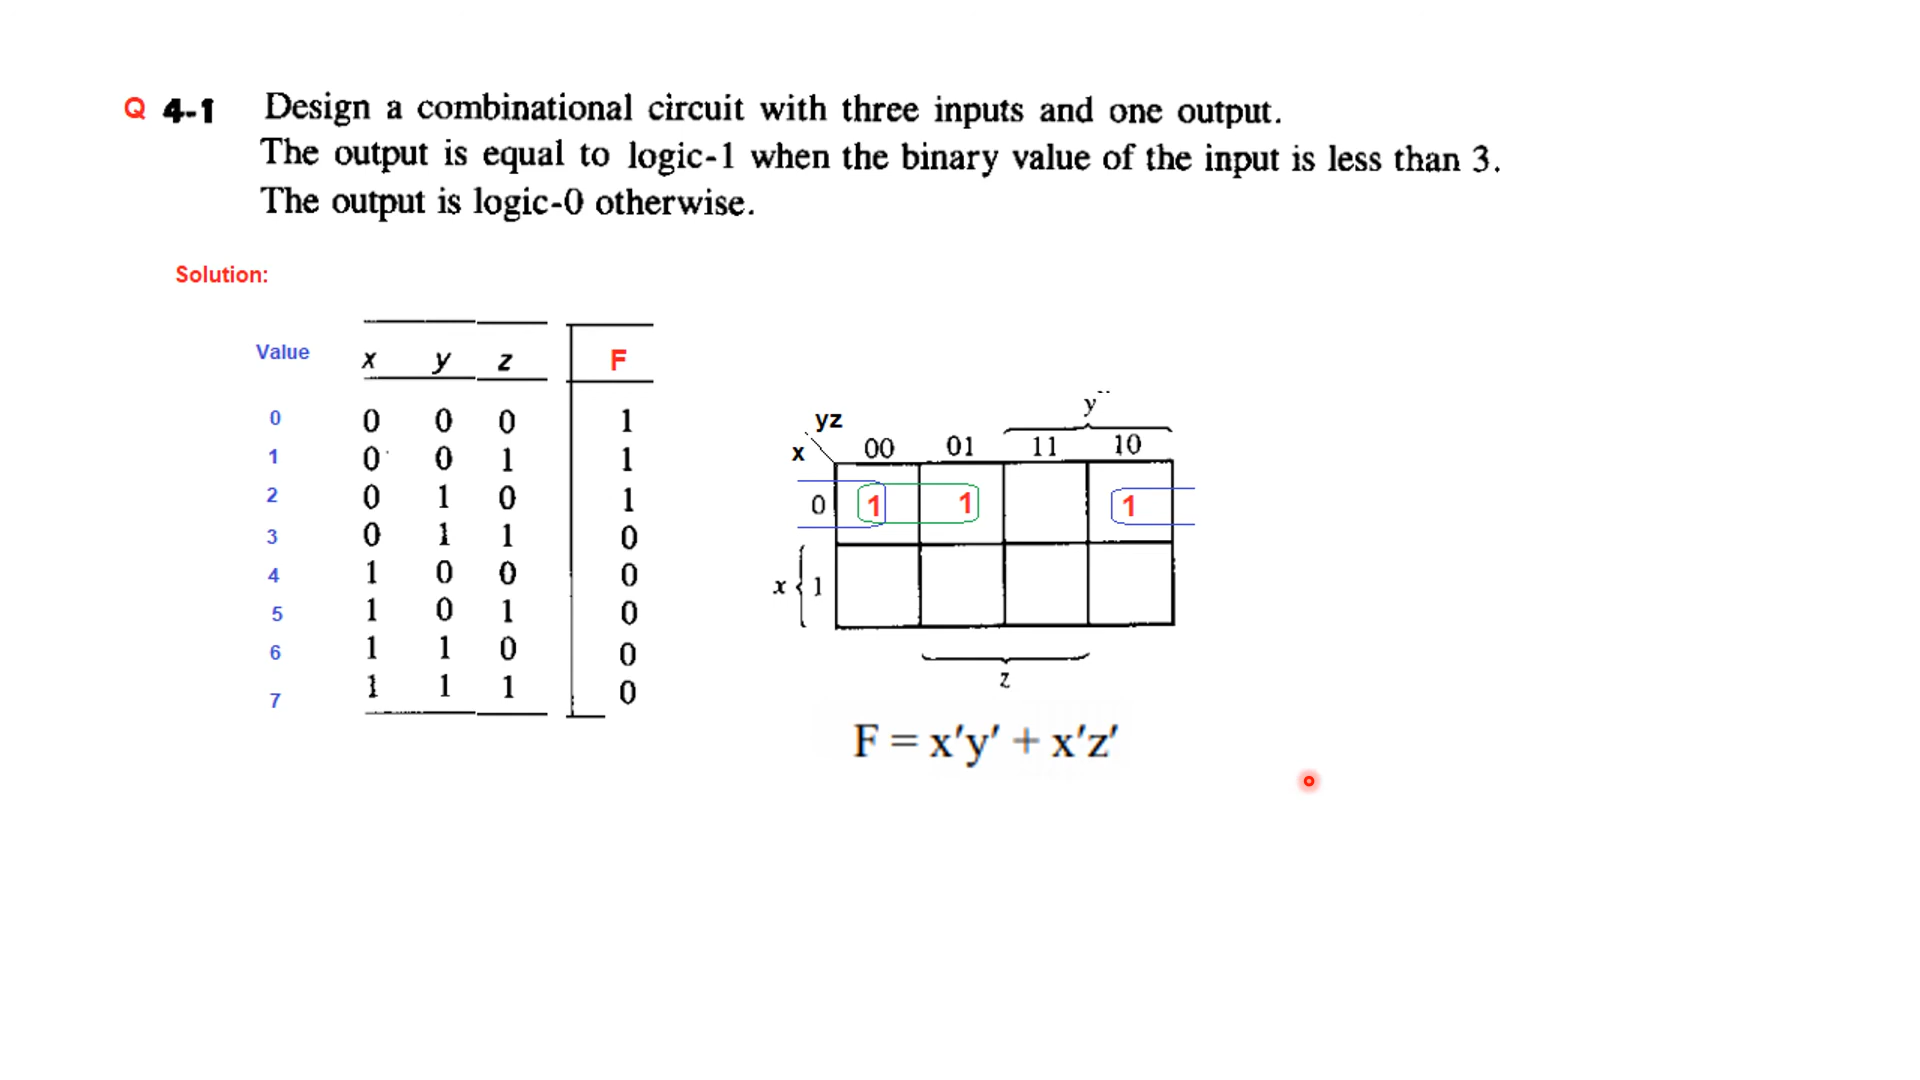 Q 4-1 Design a combinational circuit with three inputs and one output.
The output is equal to logic-1 when the binary value of the input is less than 3.
The output is logic-0 otherwise.
Solution:
Value x y z F
0 0 0 0 1
1 0 0 1 1
2 0 1 0 1
3 0 1 1 0
4 1 0 0 0
5 1 0 1 0
6 1 1 0 0
7 1 1 1 0
y
yz
x 00 01 11 10
0 1 1 1
x { 1
z
F = x'y' + x'z'